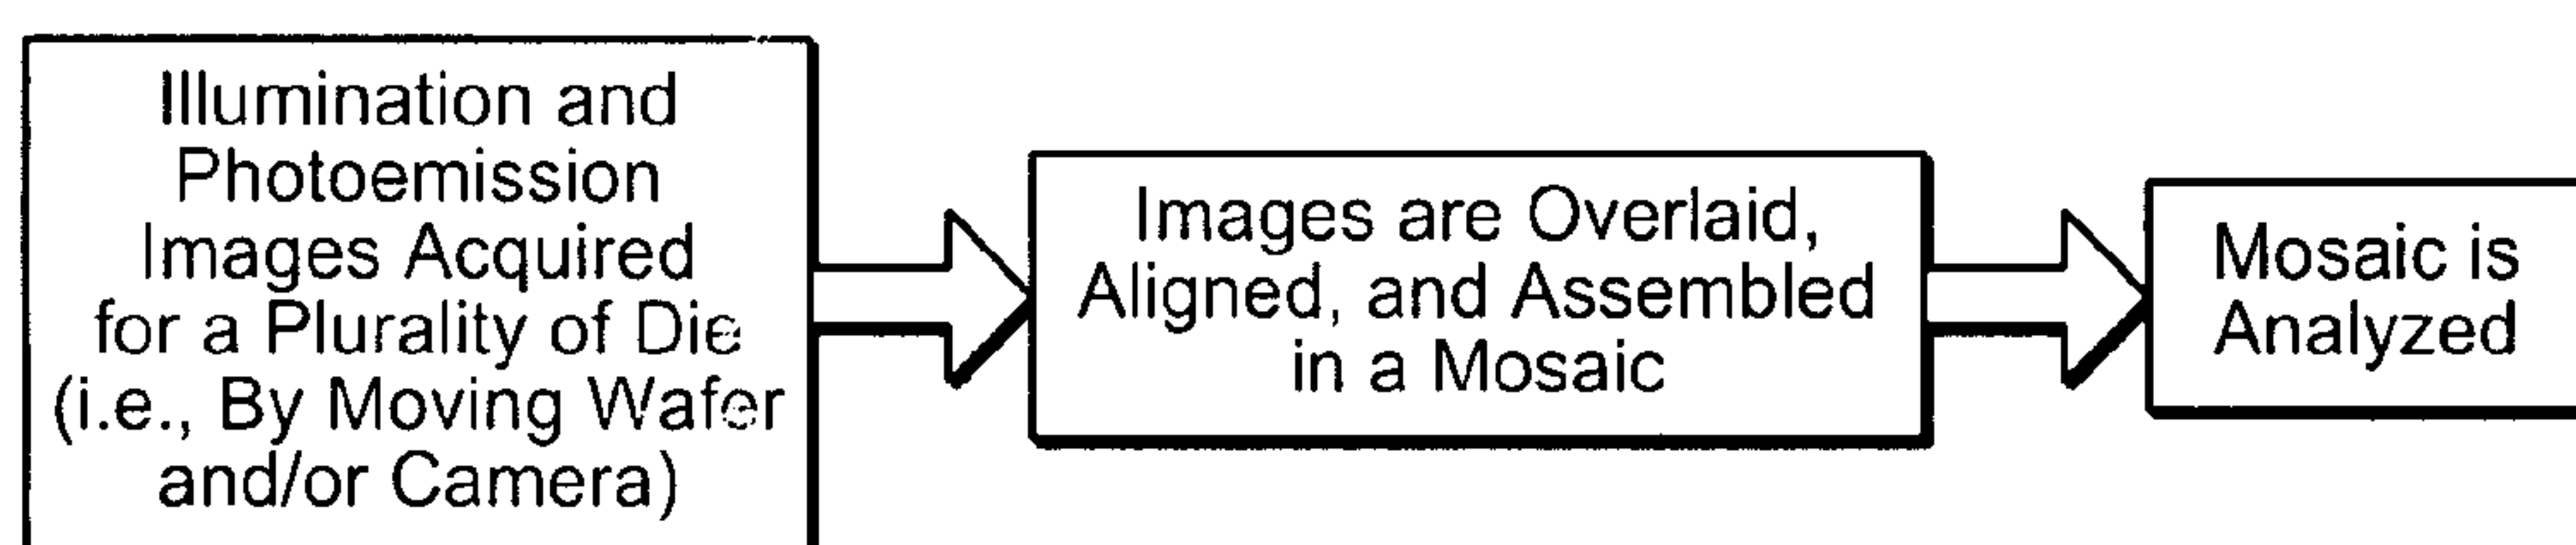 Illumination and
Photoemission
Images Acquired
for a Plurality of Die
(i.e., By Moving Wafer
and/or Camera)
Images are Overlaid,
Aligned, and Assembled
in a Mosaic
Mosaic is
Analyzed